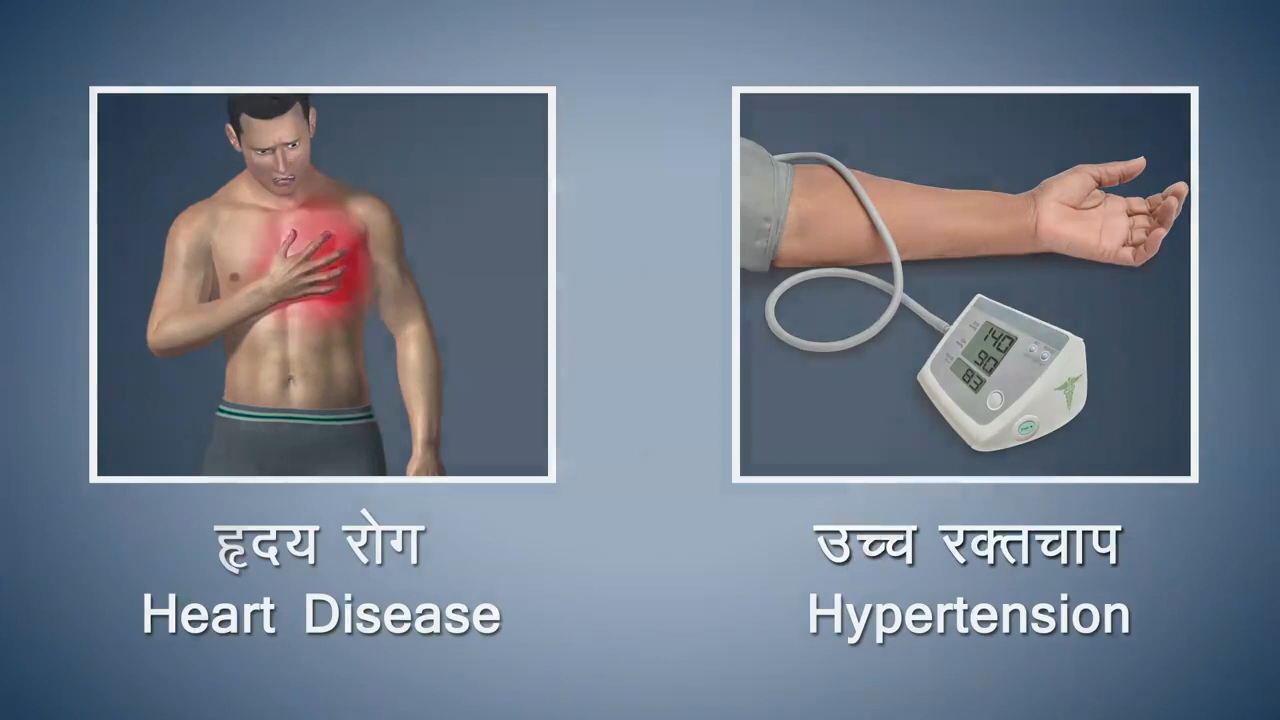 140
90
83
हृदय रोग
Heart Disease
उच्च रक्तचाप
Hypertension